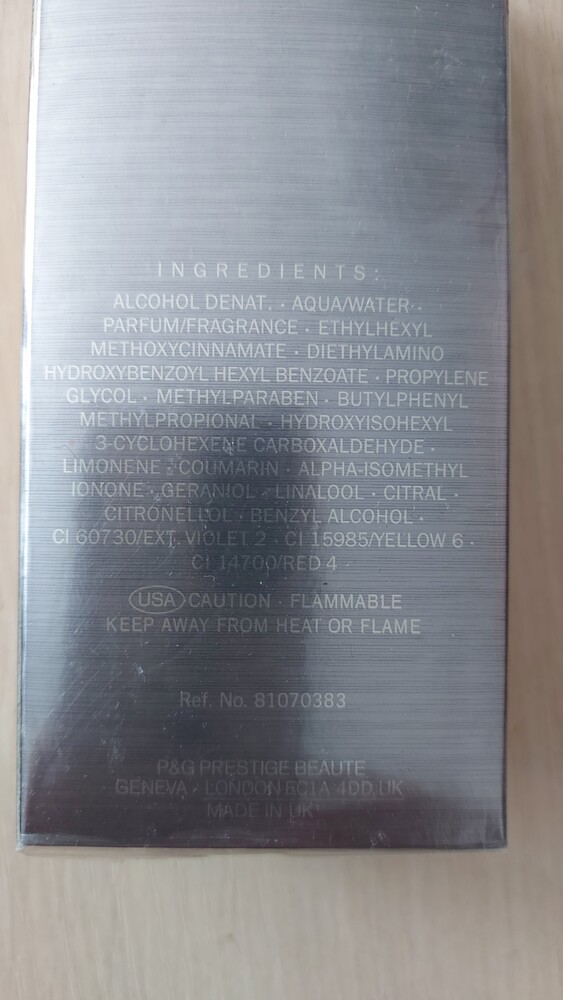 INGREDIENTS:
ALCOHOL DENAT. · AQUA/WATER ·
PARFUM/FRAGRANCE · ETHYLHEXYL
METHOXYCINNAMATE · DIETHYLAMINO
HYDROXYBENZOYL HEXYL BENZOATE · PROPYLENE
GLYCOL · METHYLPARABEN · BUTYLPHENYL
METHYLPROPIONAL · HYDROXYISOHEXYL
3-CYCLOHEXENE CARBOXALDEHYDE ·
LIMONENE · COUMARIN · ALPHA-ISOMETHYL
IONONE · GERANIOL · LINALOOL · CITRAL ·
CITRONELLOL · BENZYL ALCOHOL ·
CI 60730/EXT. VIOLET 2 · CI 15985/YELLOW 6 ·
CI 14700/RED 4 ·
USA CAUTION · FLAMMABLE
KEEP AWAY FROM HEAT OR FLAME
Ref. No. 81070383
P&G PRESTIGE BEAUTE
GENEVA · LONDON EC1A 4DD UK
MADE IN UK